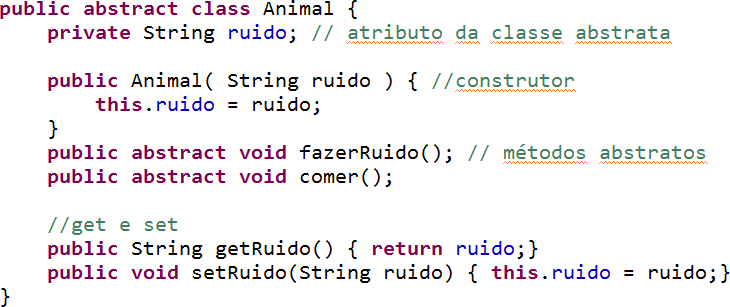 public abstract class Animal {
    private String ruido; // atributo da classe abstrata

    public Animal( String ruido ) { //construtor
        this.ruido = ruido;
    }
    public abstract void fazerRuido(); // métodos abstratos
    public abstract void comer();

    //get e set
    public String getRuido() { return ruido;}
    public void setRuido(String ruido) { this.ruido = ruido;}
}